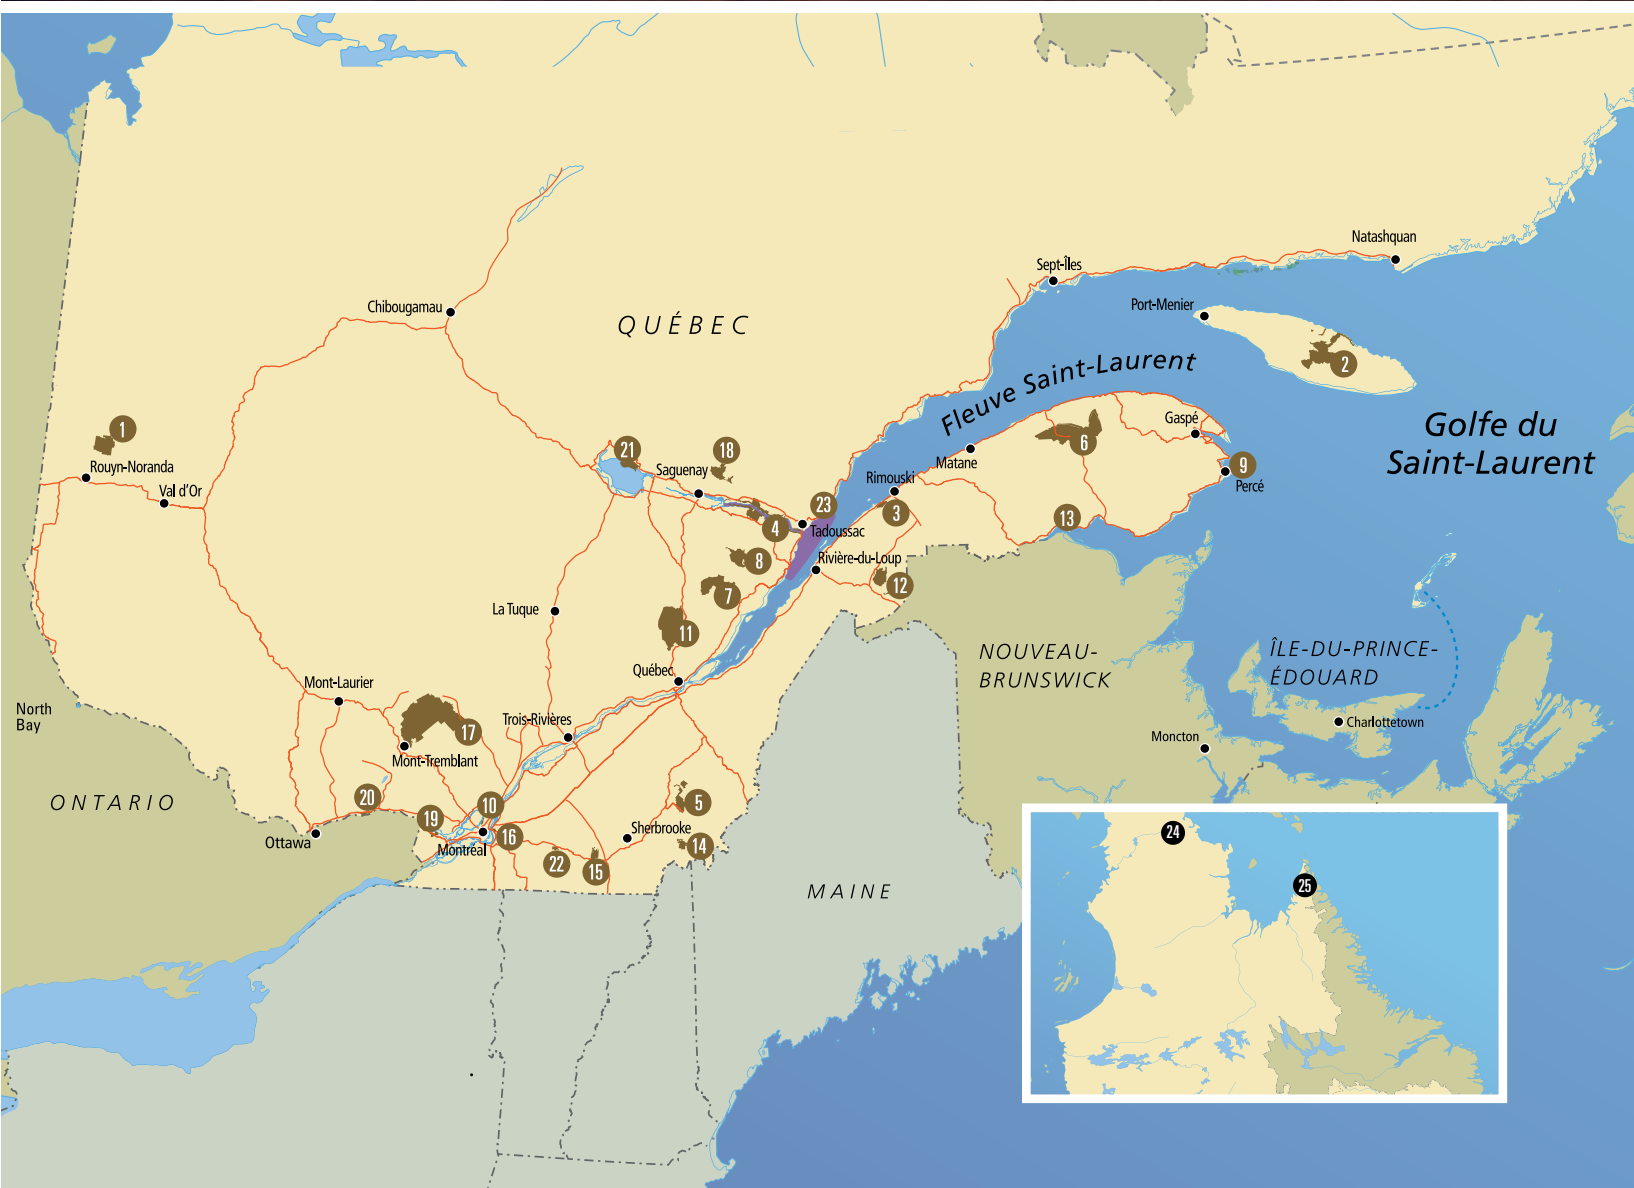 Natashquan
Sept-Îles
Port-Menier
Chibougamau
QUÉBEC
2
Fleuve Saint-Laurent
Gaspé
Golfe du
Saint-Laurent
1
6
Matane
21
18
9
Rouyn-Noranda
Saguenay
Rimouski
Percé
Val d'Or
23
3
13
4
Tadoussac
8
Rivière-du-Loup
12
7
La Tuque
11
NOUVEAU-
BRUNSWICK
ÎLE-DU-PRINCE-
ÉDOUARD
Québec
Mont-Laurier
North
Bay
Trois-Rivières
17
Charlottetown
Moncton
Mont-Tremblant
ONTARIO
20
10
5
19
Sherbrooke
Ottawa
Montréal
16
14
22
15
MAINE
24
25